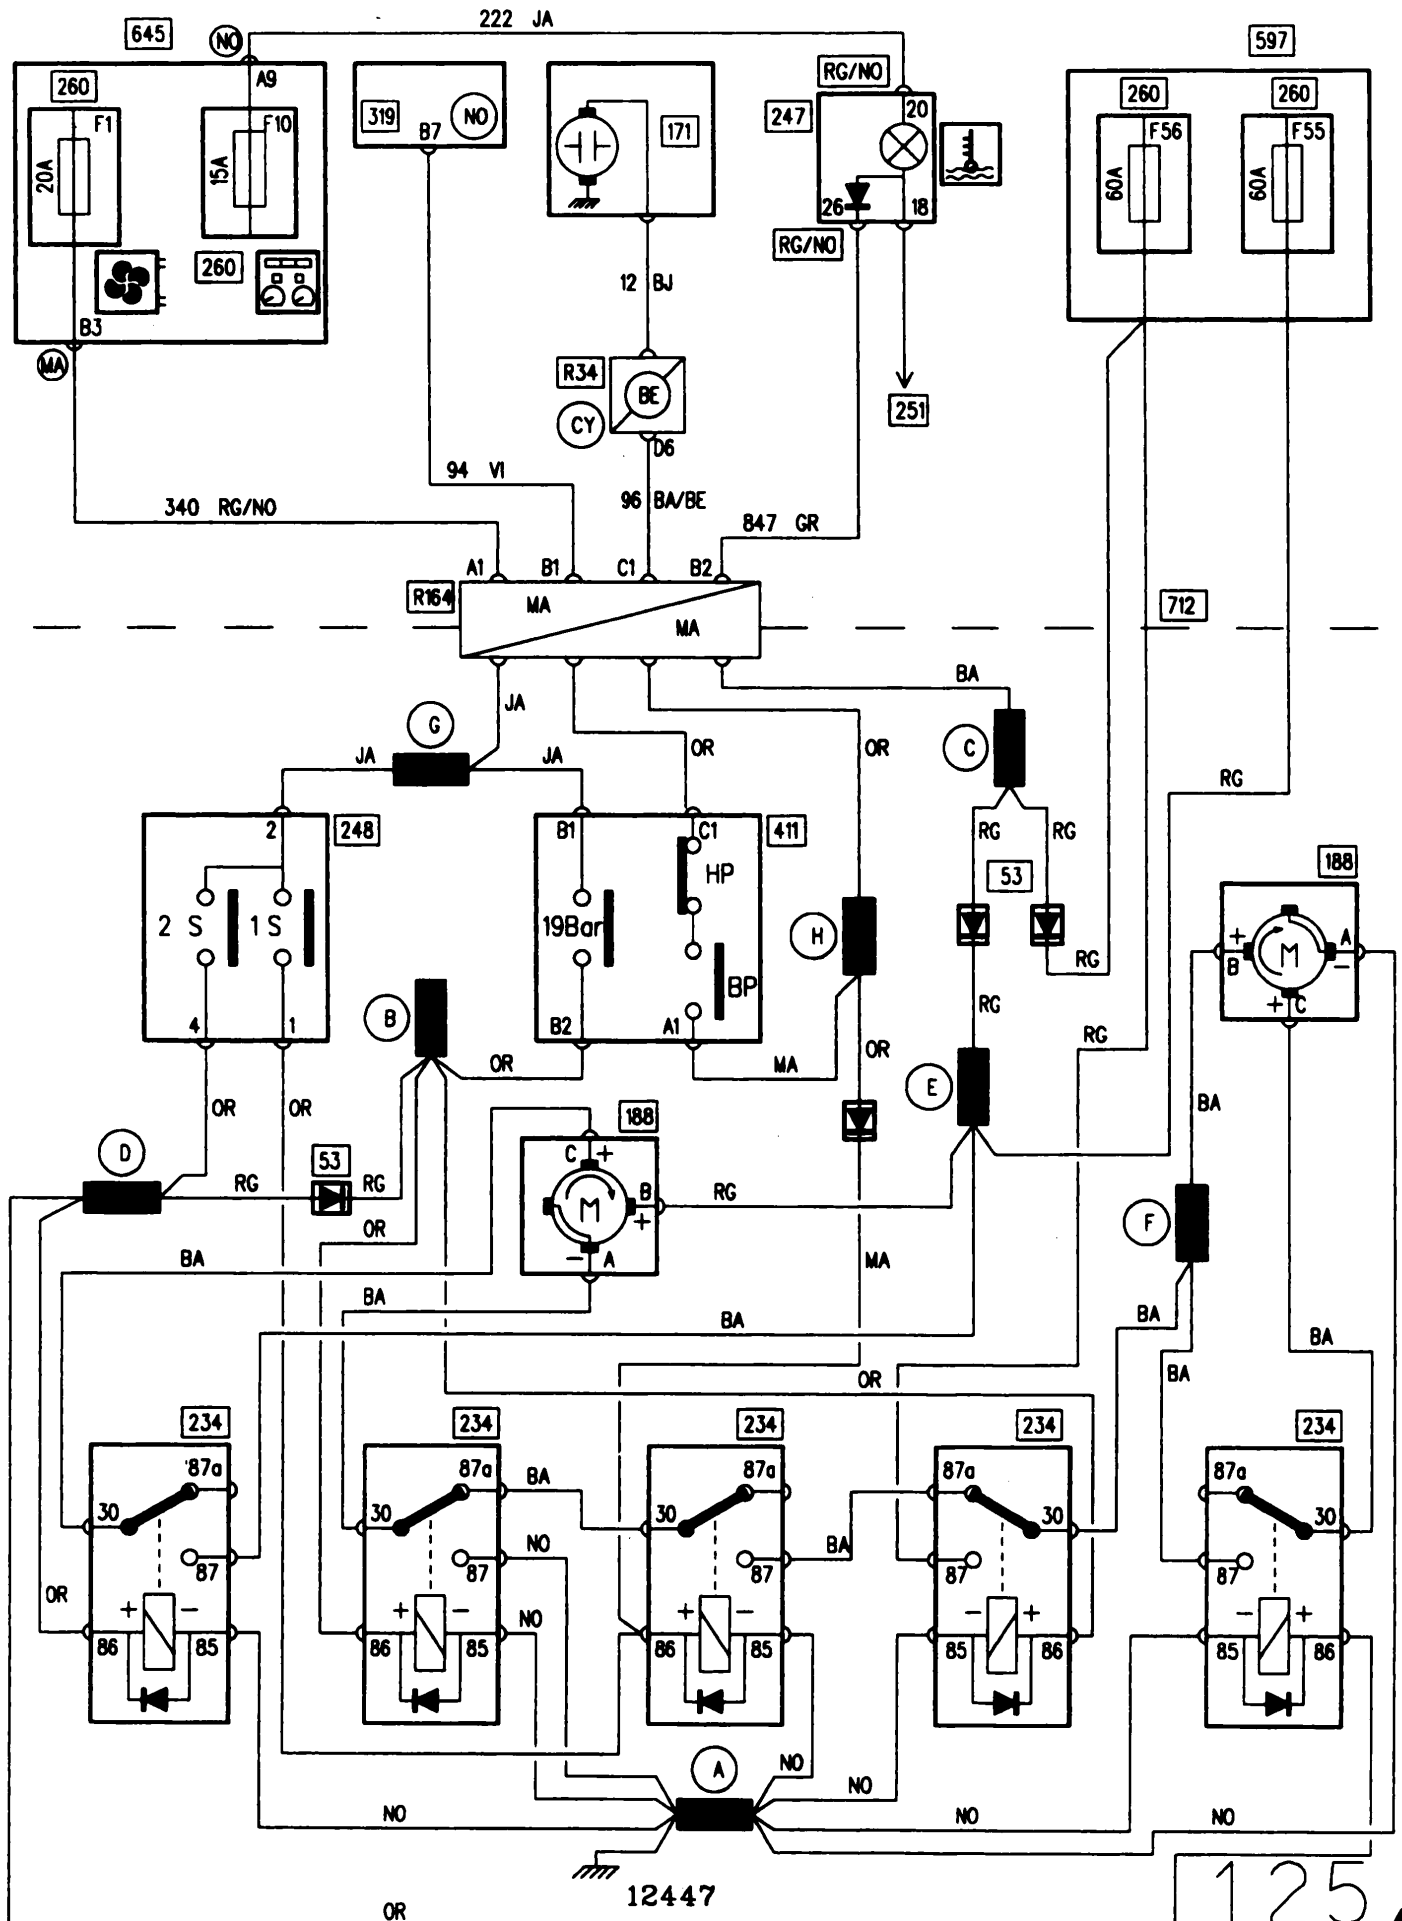 222 JA
645
NO
597
260
A9
F1
F10
20A
15A
260
B3
MA
319
NO
B7
171
RG/NO
247
20
26
18
RG/NO
260
260
F56
F55
60A
60A
12 BJ
R34
BE
CY
D6
251
94 VI
340 RG/NO
96 BA/BE
847 GR
A1
B1
C1
B2
R164
MA
MA
712
BA
JA
G
C
JA
JA
OR
OR
RG
2
248
B1
C1
411
RG
RG
HP
53
188
2 S
1 S
19Bar
H
+
B
M
A
-
RG
BP
+
C
4
1
B
B2
A1
RG
OR
MA
OR
RG
E
OR
OR
188
BA
D
53
C
+
RG
RG
B
+
M
RG
F
OR
BA
-
A
MA
BA
BA
BA
BA
BA
OR
234
234
234
234
234
87a
30
87
OR
+
-
86
85
87a
BA
30
NO
87
+
-
NO
86
85
87a
30
BA
87
+
-
86
85
87a
30
87
-
+
85
86
87a
30
87
-
+
85
86
A
NO
NO
NO
NO
NO
12447
125
OR